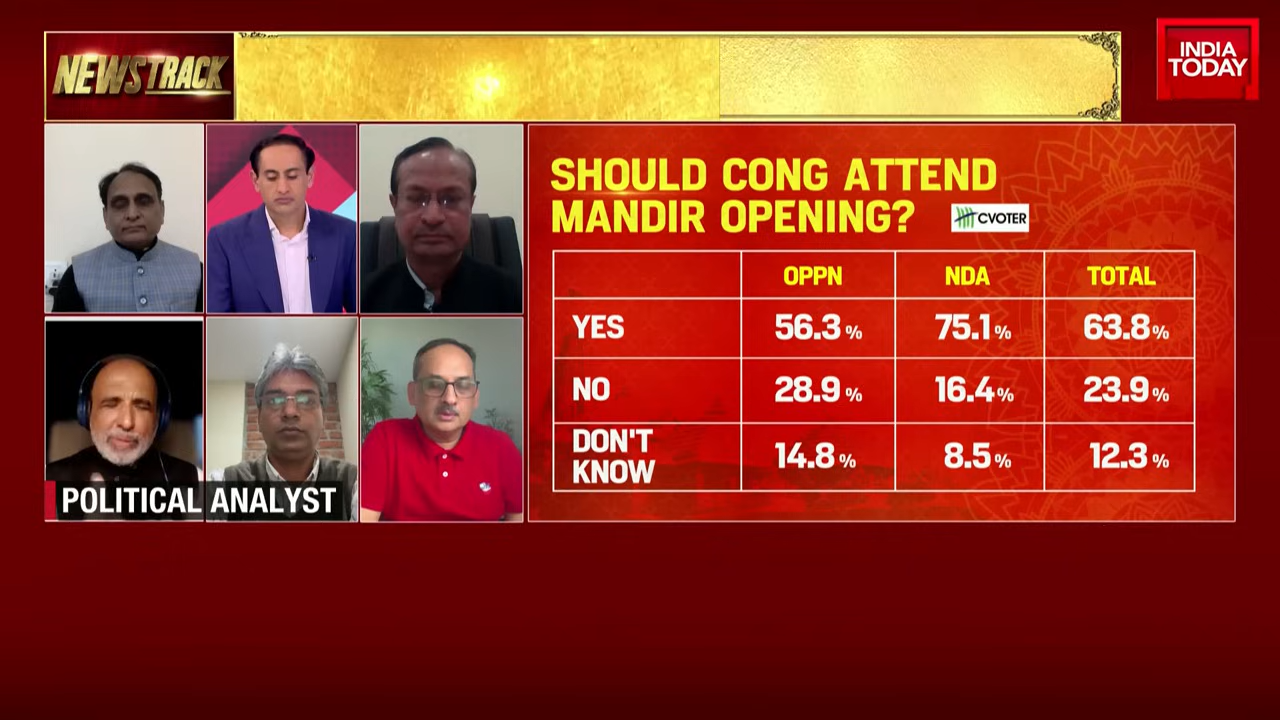 NEWSTRACK
INDIA
TODAY
SHOULD CONG ATTEND
MANDIR OPENING?
CVOTER
OPPN NDA TOTAL
YES 56.3% 75.1% 63.8%
NO 28.9% 16.4% 23.9%
DON'T
KNOW 14.8% 8.5% 12.3%
POLITICAL ANALYST